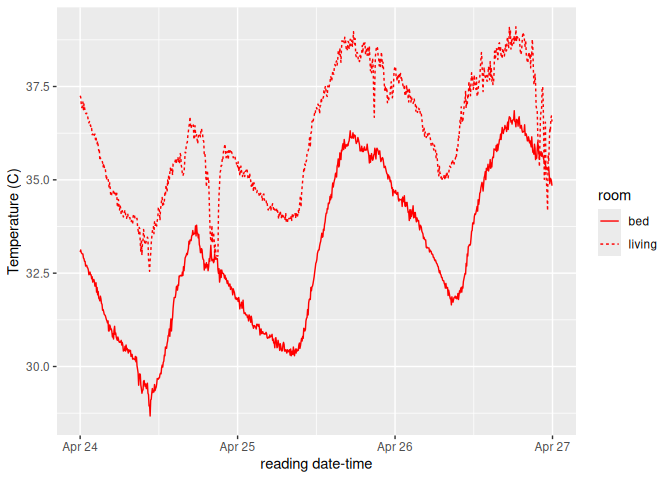 37.5
35.0
32.5
30.0
Temperature (C)
Apr 24
Apr 25
Apr 26
Apr 27
reading date-time
room
bed
living